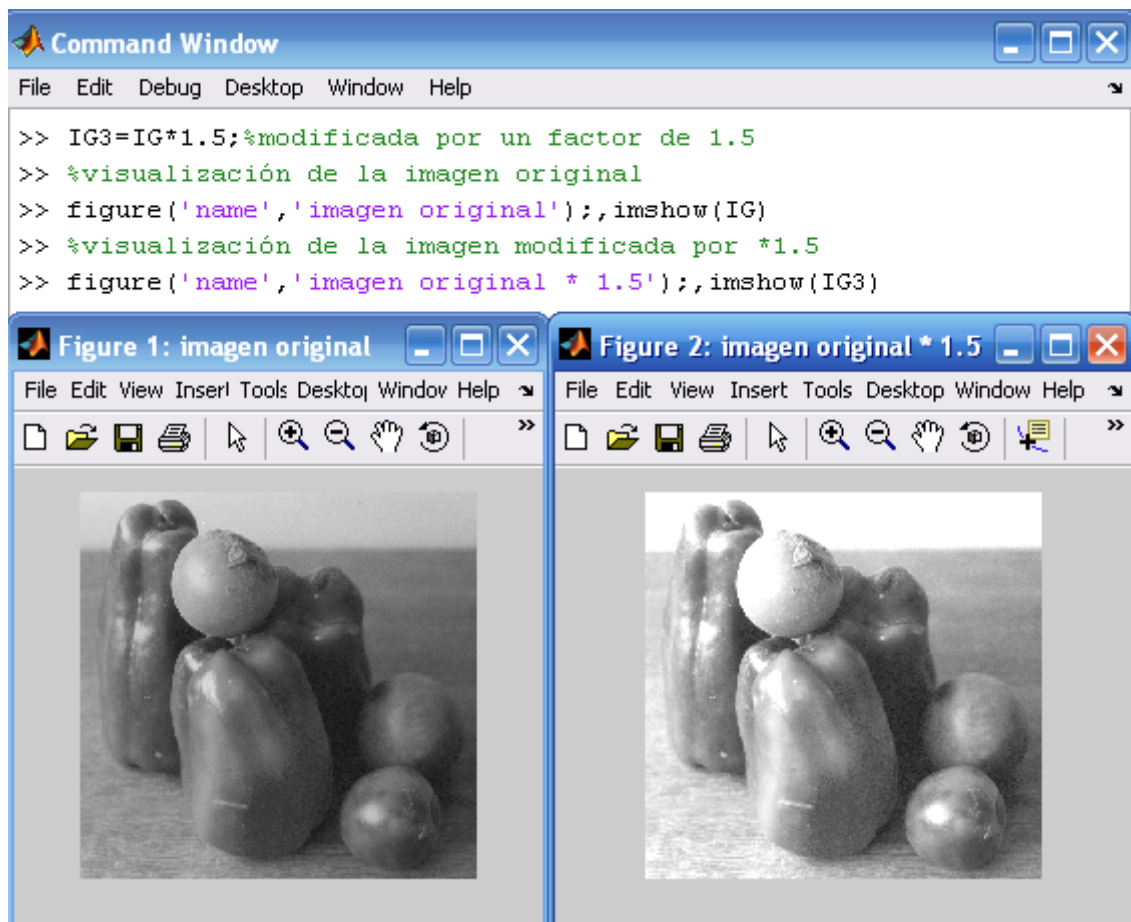 Command Window
File Edit Debug Desktop Window Help
>> IG3=IG*1.5;%modificada por un factor de 1.5
>> %visualización de la imagen original
>> figure('name','imagen original');,imshow(IG)
>> %visualización de la imagen modificada por *1.5
>> figure('name','imagen original * 1.5');,imshow(IG3)
Figure 1: imagen original
File Edit View Insert Tools Desktop Window Help
Figure 2: imagen original * 1.5
File Edit View Insert Tools Desktop Window Help